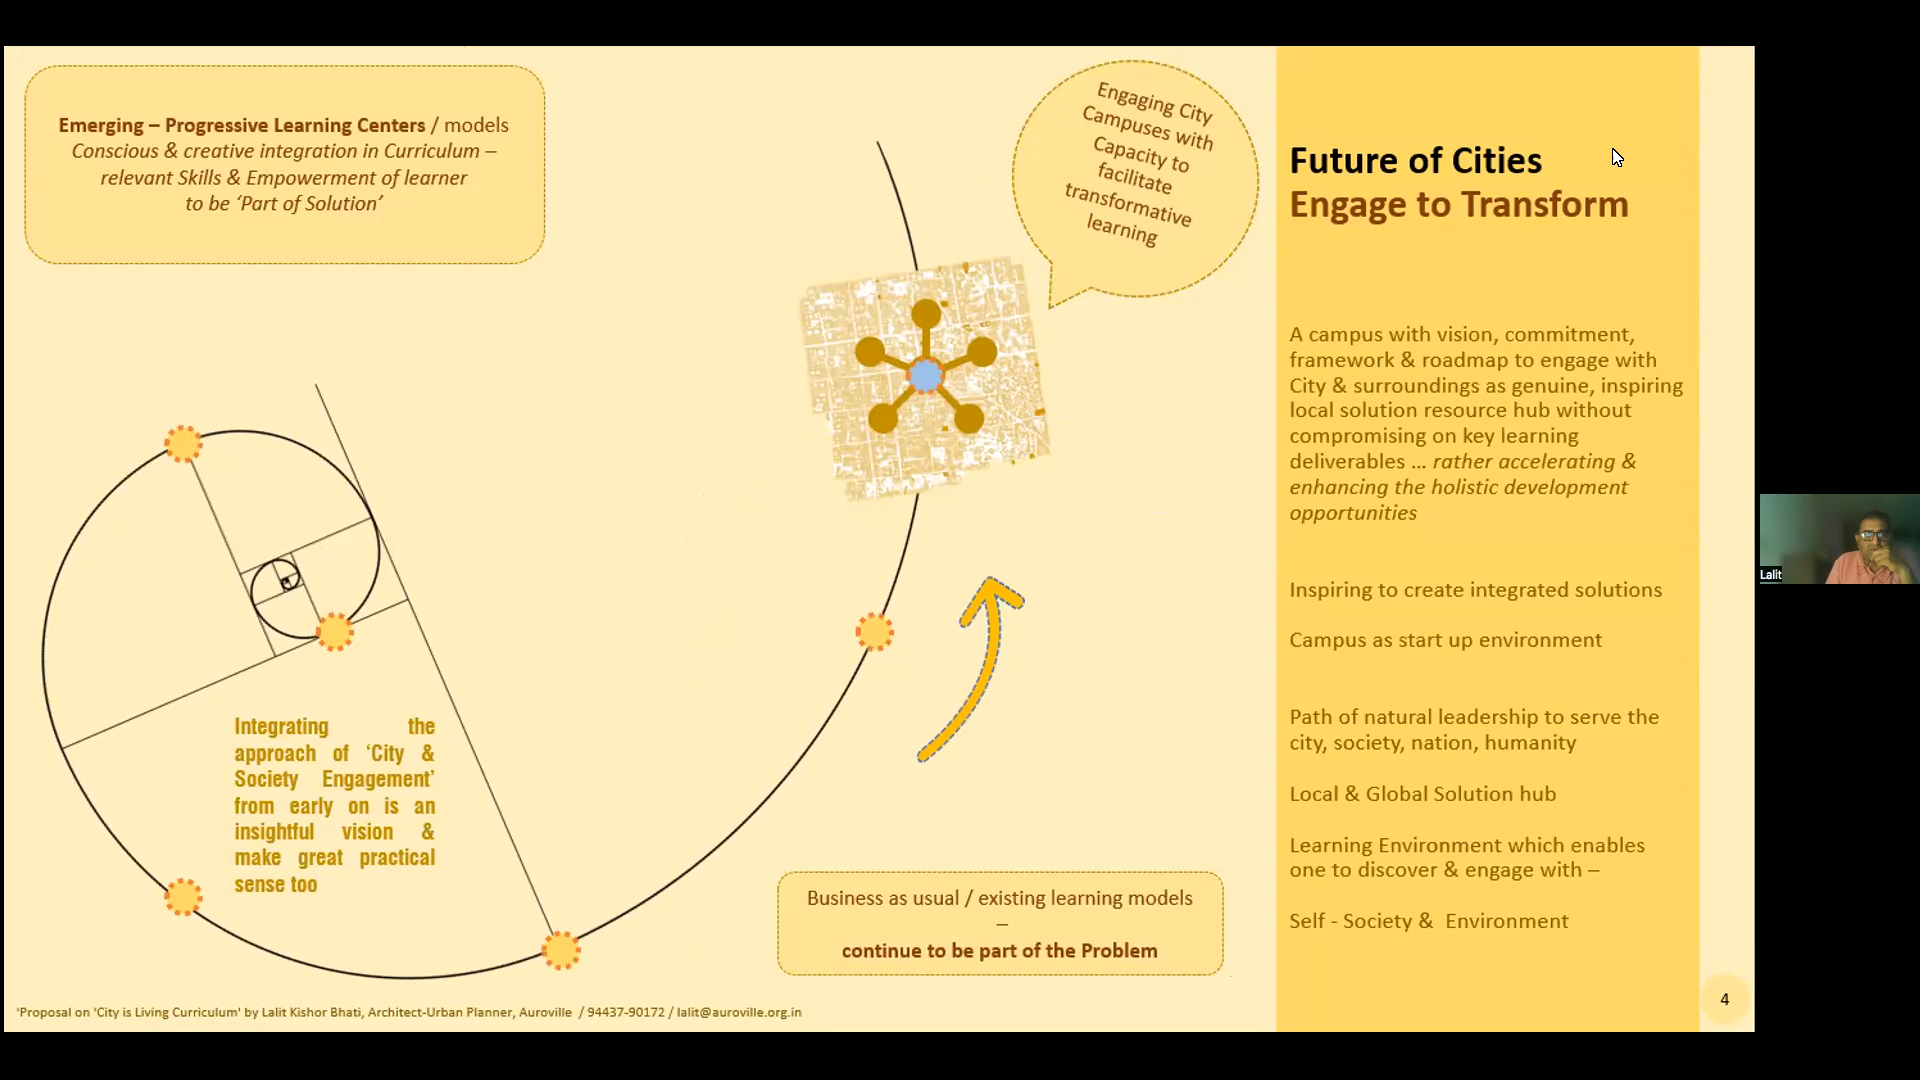 Emerging – Progressive Learning Centers / models
Conscious & creative integration in Curriculum –
relevant Skills & Empowerment of learner
to be ‘Part of Solution’
Engaging City
Campuses with
Capacity to
facilitate
transformative
learning
Future of Cities
Engage to Transform
A campus with vision, commitment,
framework & roadmap to engage with
City & surroundings as genuine, inspiring
local solution resource hub without
compromising on key learning
deliverables … rather accelerating &
enhancing the holistic development
opportunities
Inspiring to create integrated solutions
Campus as start up environment
Path of natural leadership to serve the
city, society, nation, humanity
Local & Global Solution hub
Learning Environment which enables
one to discover & engage with –
Self - Society & Environment
Integrating the
approach of ‘City &
Society Engagement’
from early on is an
insightful vision &
make great practical
sense too
Business as usual / existing learning models
–
continue to be part of the Problem
'Proposal on 'City is Living Curriculum' by Lalit Kishor Bhati, Architect-Urban Planner, Auroville / 94437-90172 / lalit@auroville.org.in
4
Lalit